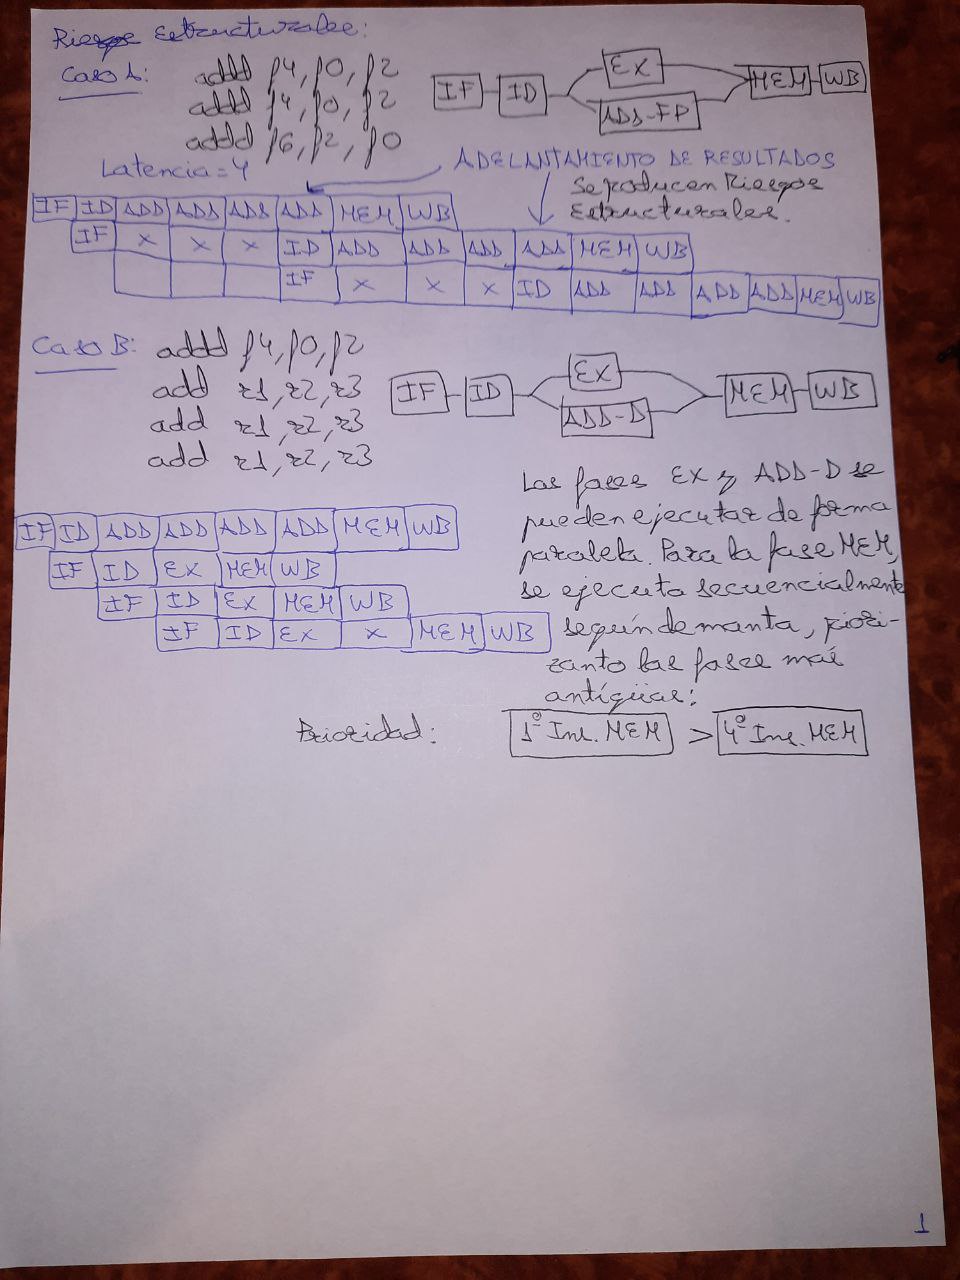 Riesgos Estructurales:
Caso A:
addd f4, f0, f2
addd f4, f0, f2
addd f6, f2, f0
IF ID EX ADD-FP MEM WB
Latencia = 4
ADELANTAMIENTO DE RESULTADOS
Se producen Riesgos
Estructurales.
IF ID ADD ADD ADD ADD MEM WB
IF x x x ID ADD ADD ADD ADD MEM WB
IF x x x ID ADD ADD ADD ADD MEM WB
Caso B: addd f4, f0, f2
add r1, r2, r3
add r1, r2, r3
add r1, r2, r3
IF ID EX ADD-D MEM WB
IF ID ADD ADD ADD ADD MEM WB
IF ID EX MEM WB
IF ID EX MEM WB
IF ID EX x MEM WB
Las fases EX y ADD-D se
pueden ejecutar de forma
paralela. Para la fase MEM,
se ejecuta secuencialmente
según demanta, piori-
zanto las fases más
antígüas:
Prioridad: 1º Ins. MEM > 4º Ins. MEM
1